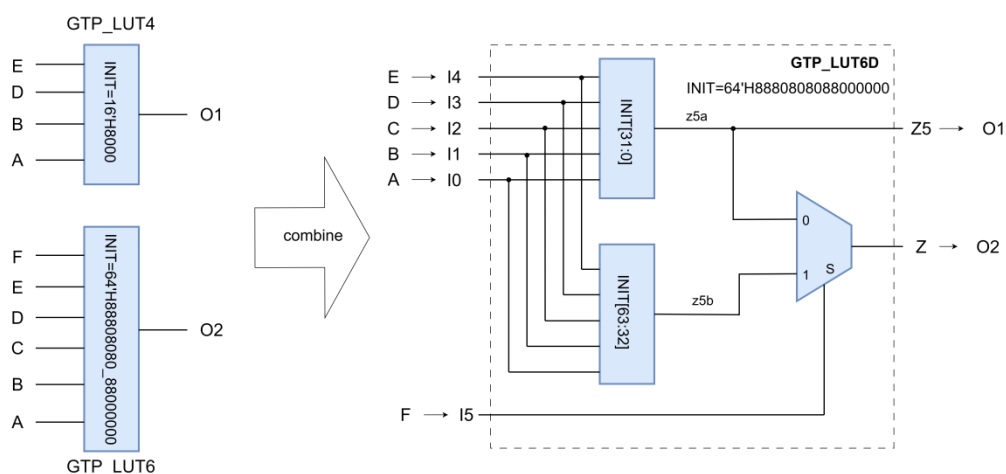 GTP_LUT4
E
D
B
A
INIT=16'H8000
O1
F
E
D
C
B
A
INIT=64'H88808080_88000000
O2
GTP_LUT6
combine
GTP_LUT6D
INIT=64'H8880808088000000
E → I4
D → I3
C → I2
B → I1
A → I0
INIT[31:0]
z5a
Z5 → O1
INIT[63:32]
z5b
0
1
S
Z → O2
F → I5